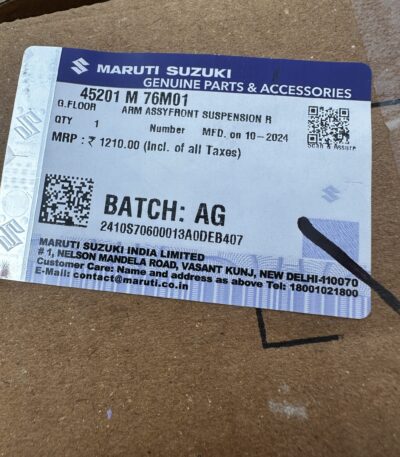 MARUTI SUZUKI
GENUINE PARTS & ACCESSORIES
45201 M 76M01
G.FLOOR ARM ASSYFRONT SUSPENSION R
QTY 1 Number MFD. on 10-2024
MRP : ₹ 1210.00 (Incl. of all Taxes)
BATCH: AG
2410S70600013A0DEB407
MARUTI SUZUKI INDIA LIMITED
# 1, NELSON MANDELA ROAD, VASANT KUNJ, NEW DELHI-110070
Customer Care: Name and address as above Tel: 18001021800
E-Mail: contact@maruti.co.in